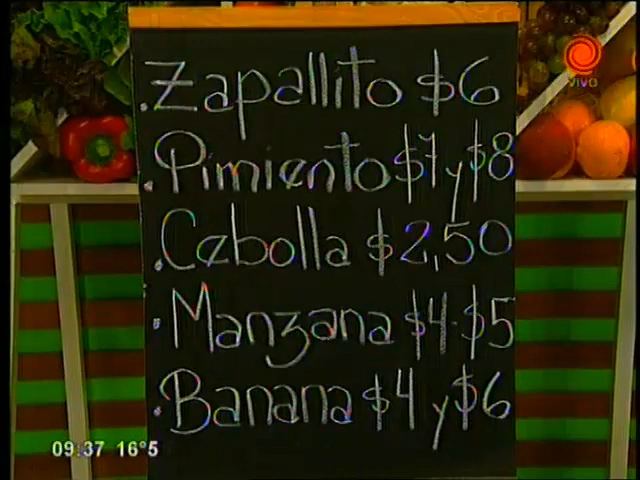 VIVO
.Zapallito $6
.Pimiento $7 y $8
.Cebolla $2,50
.Manzana $4-$5
.Banana $4 y $6
09:37 16°5